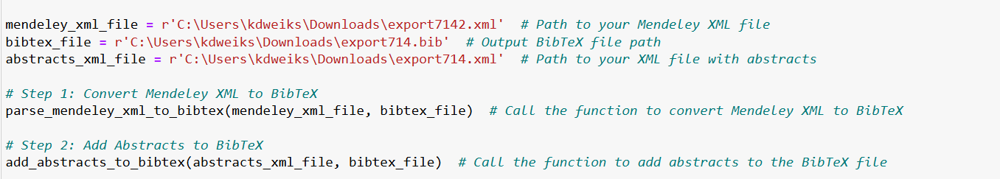 mendeley_xml_file = r'C:\Users\kdweiks\Downloads\export7142.xml'  # Path to your Mendeley XML file
bibtex_file = r'C:\Users\kdweiks\Downloads\export714.bib'  # Output BibTeX file path
abstracts_xml_file = r'C:\Users\kdweiks\Downloads\export714.xml'  # Path to your XML file with abstracts
# Step 1: Convert Mendeley XML to BibTeX
parse_mendeley_xml_to_bibtex(mendeley_xml_file, bibtex_file)  # Call the function to convert Mendeley XML to BibTeX
# Step 2: Add Abstracts to BibTeX
add_abstracts_to_bibtex(abstracts_xml_file, bibtex_file)  # Call the function to add abstracts to the BibTeX file